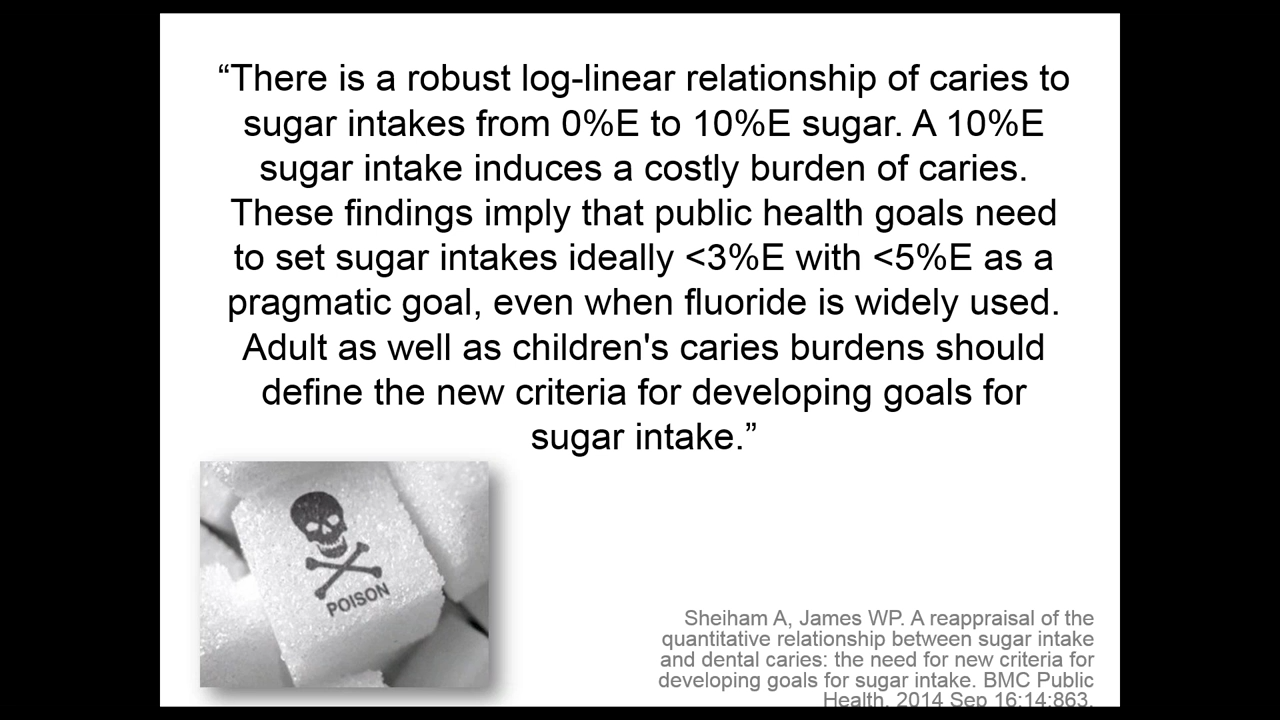 “There is a robust log-linear relationship of caries to
sugar intakes from 0%E to 10%E sugar. A 10%E
sugar intake induces a costly burden of caries.
These findings imply that public health goals need
to set sugar intakes ideally <3%E with <5%E as a
pragmatic goal, even when fluoride is widely used.
Adult as well as children's caries burdens should
define the new criteria for developing goals for
sugar intake.”
POISON
Sheiham A, James WP. A reappraisal of the
quantitative relationship between sugar intake
and dental caries: the need for new criteria for
developing goals for sugar intake. BMC Public
Health. 2014 Sep 16;14:863.